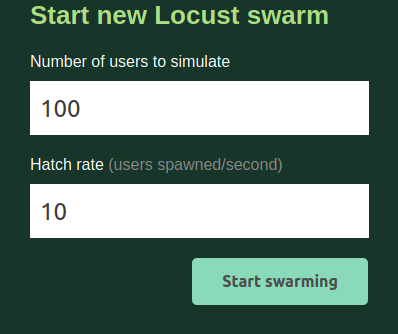 Start new Locust swarm
Number of users to simulate
100
Hatch rate (users spawned/second)
10
Start swarming